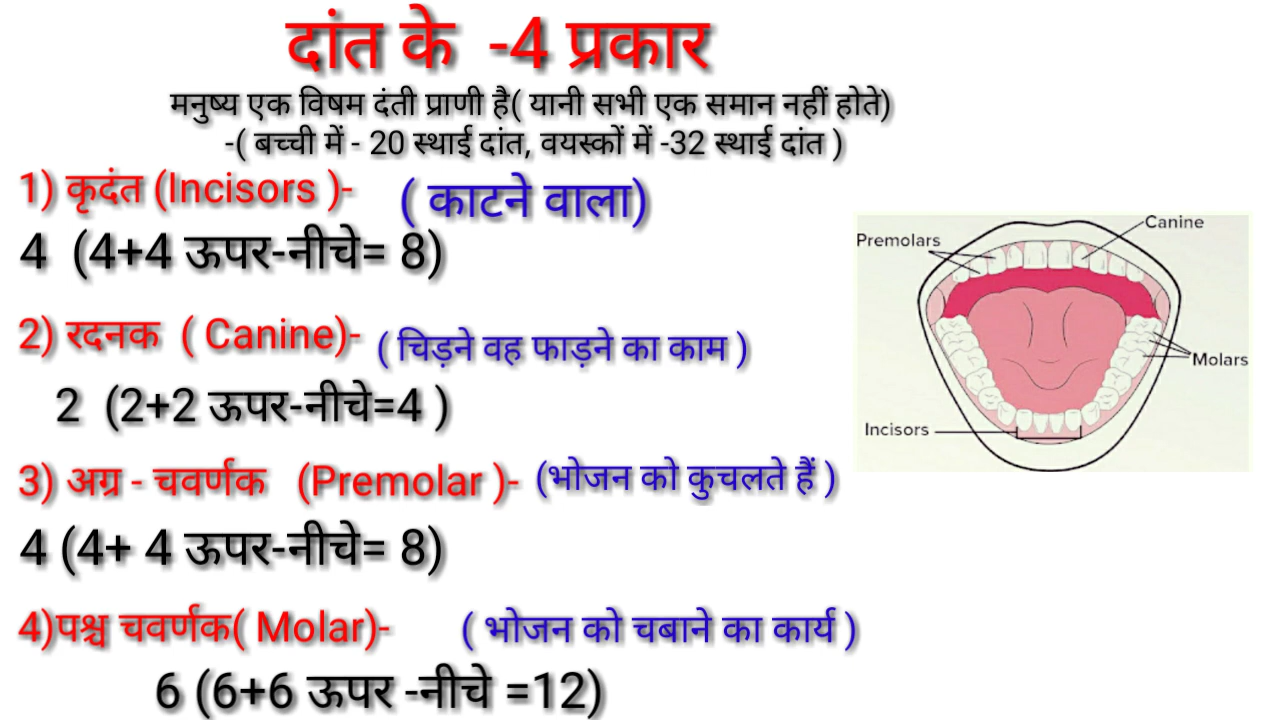 दांत के -4 प्रकार
मनुष्य एक विषम दंती प्राणी है( यानी सभी एक समान नहीं होते)
-( बच्ची में - 20 स्थाई दांत, वयस्कों में -32 स्थाई दांत )
1) कृदंत (Incisors )- ( काटने वाला)
4 (4+4 ऊपर-नीचे= 8)
2) रदनक ( Canine)- ( चिड़ने वह फाड़ने का काम )
2 (2+2 ऊपर-नीचे=4 )
3) अग्र - चवर्णक (Premolar )- (भोजन को कुचलते हैं )
4 (4+ 4 ऊपर-नीचे= 8)
4)पश्च चवर्णक( Molar)- ( भोजन को चबाने का कार्य )
6 (6+6 ऊपर -नीचे =12)
Canine
Premolars
Molars
Incisors